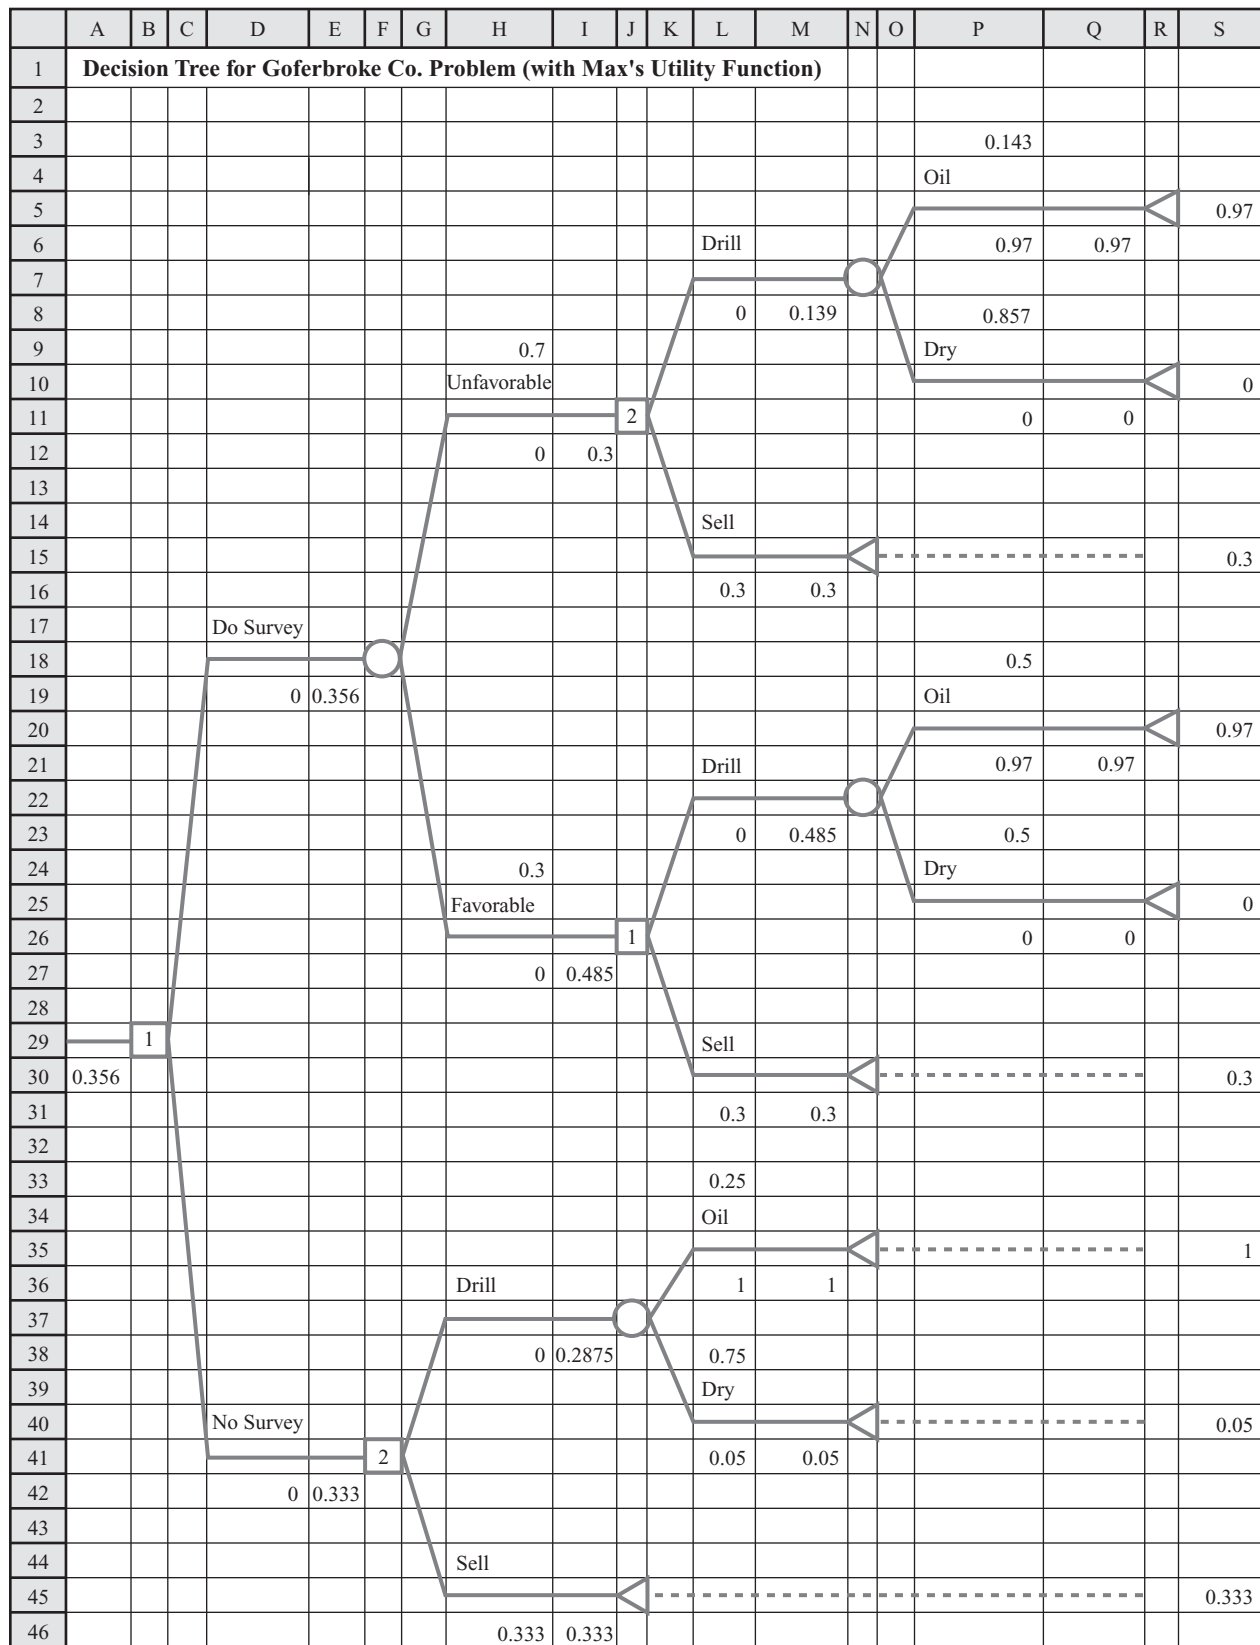 A B C D E F G H I J K L M N O P Q R S
1 Decision Tree for Goferbroke Co. Problem (with Max's Utility Function)
2
3 0.143
4 Oil
5 0.97
6 Drill 0.97 0.97
7
8 0 0.139 0.857
9 0.7 Dry
10 Unfavorable 0
11 2 0 0
12 0 0.3
13
14 Sell
15 0.3
16 0.3 0.3
17 Do Survey
18 0.5
19 0 0.356 Oil
20 0.97
21 Drill 0.97 0.97
22
23 0 0.485 0.5
24 0.3 Dry
25 Favorable 0
26 1 0 0
27 0 0.485
28
29 1 Sell
30 0.356 0.3
31 0.3 0.3
32
33 0.25
34 Oil
35 1
36 Drill 1 1
37
38 0 0.2875 0.75
39 Dry
40 No Survey 0.05
41 2 0.05 0.05
42 0 0.333
43
44 Sell
45 0.333
46 0.333 0.333